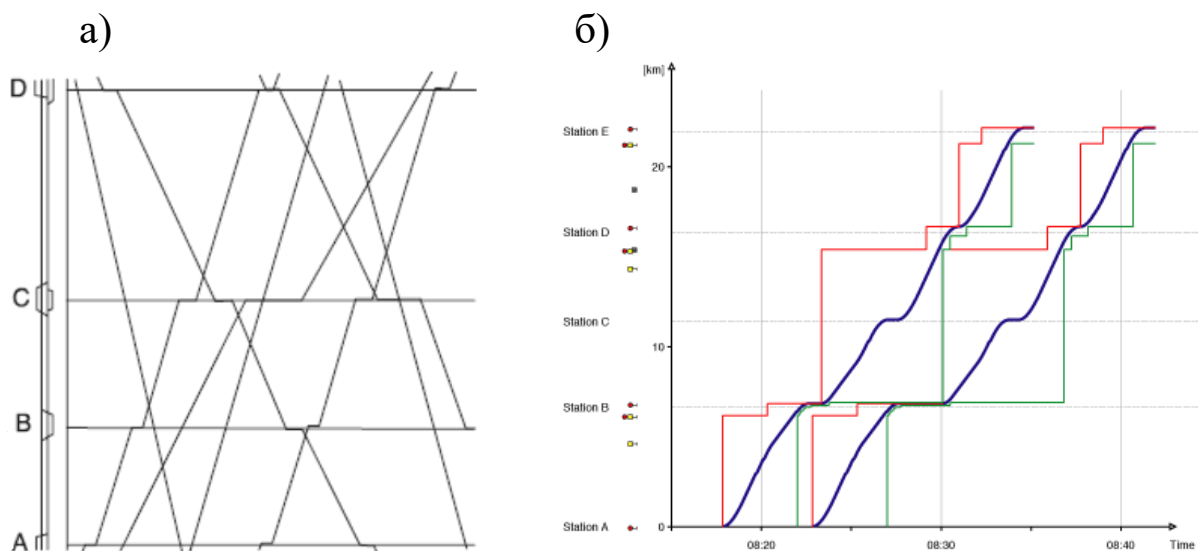 а)
D
C
B
A
б)
[km]
Station E
20
Station D
Station C
10
Station B
Station A
0
08:20
08:30
08:40
Time